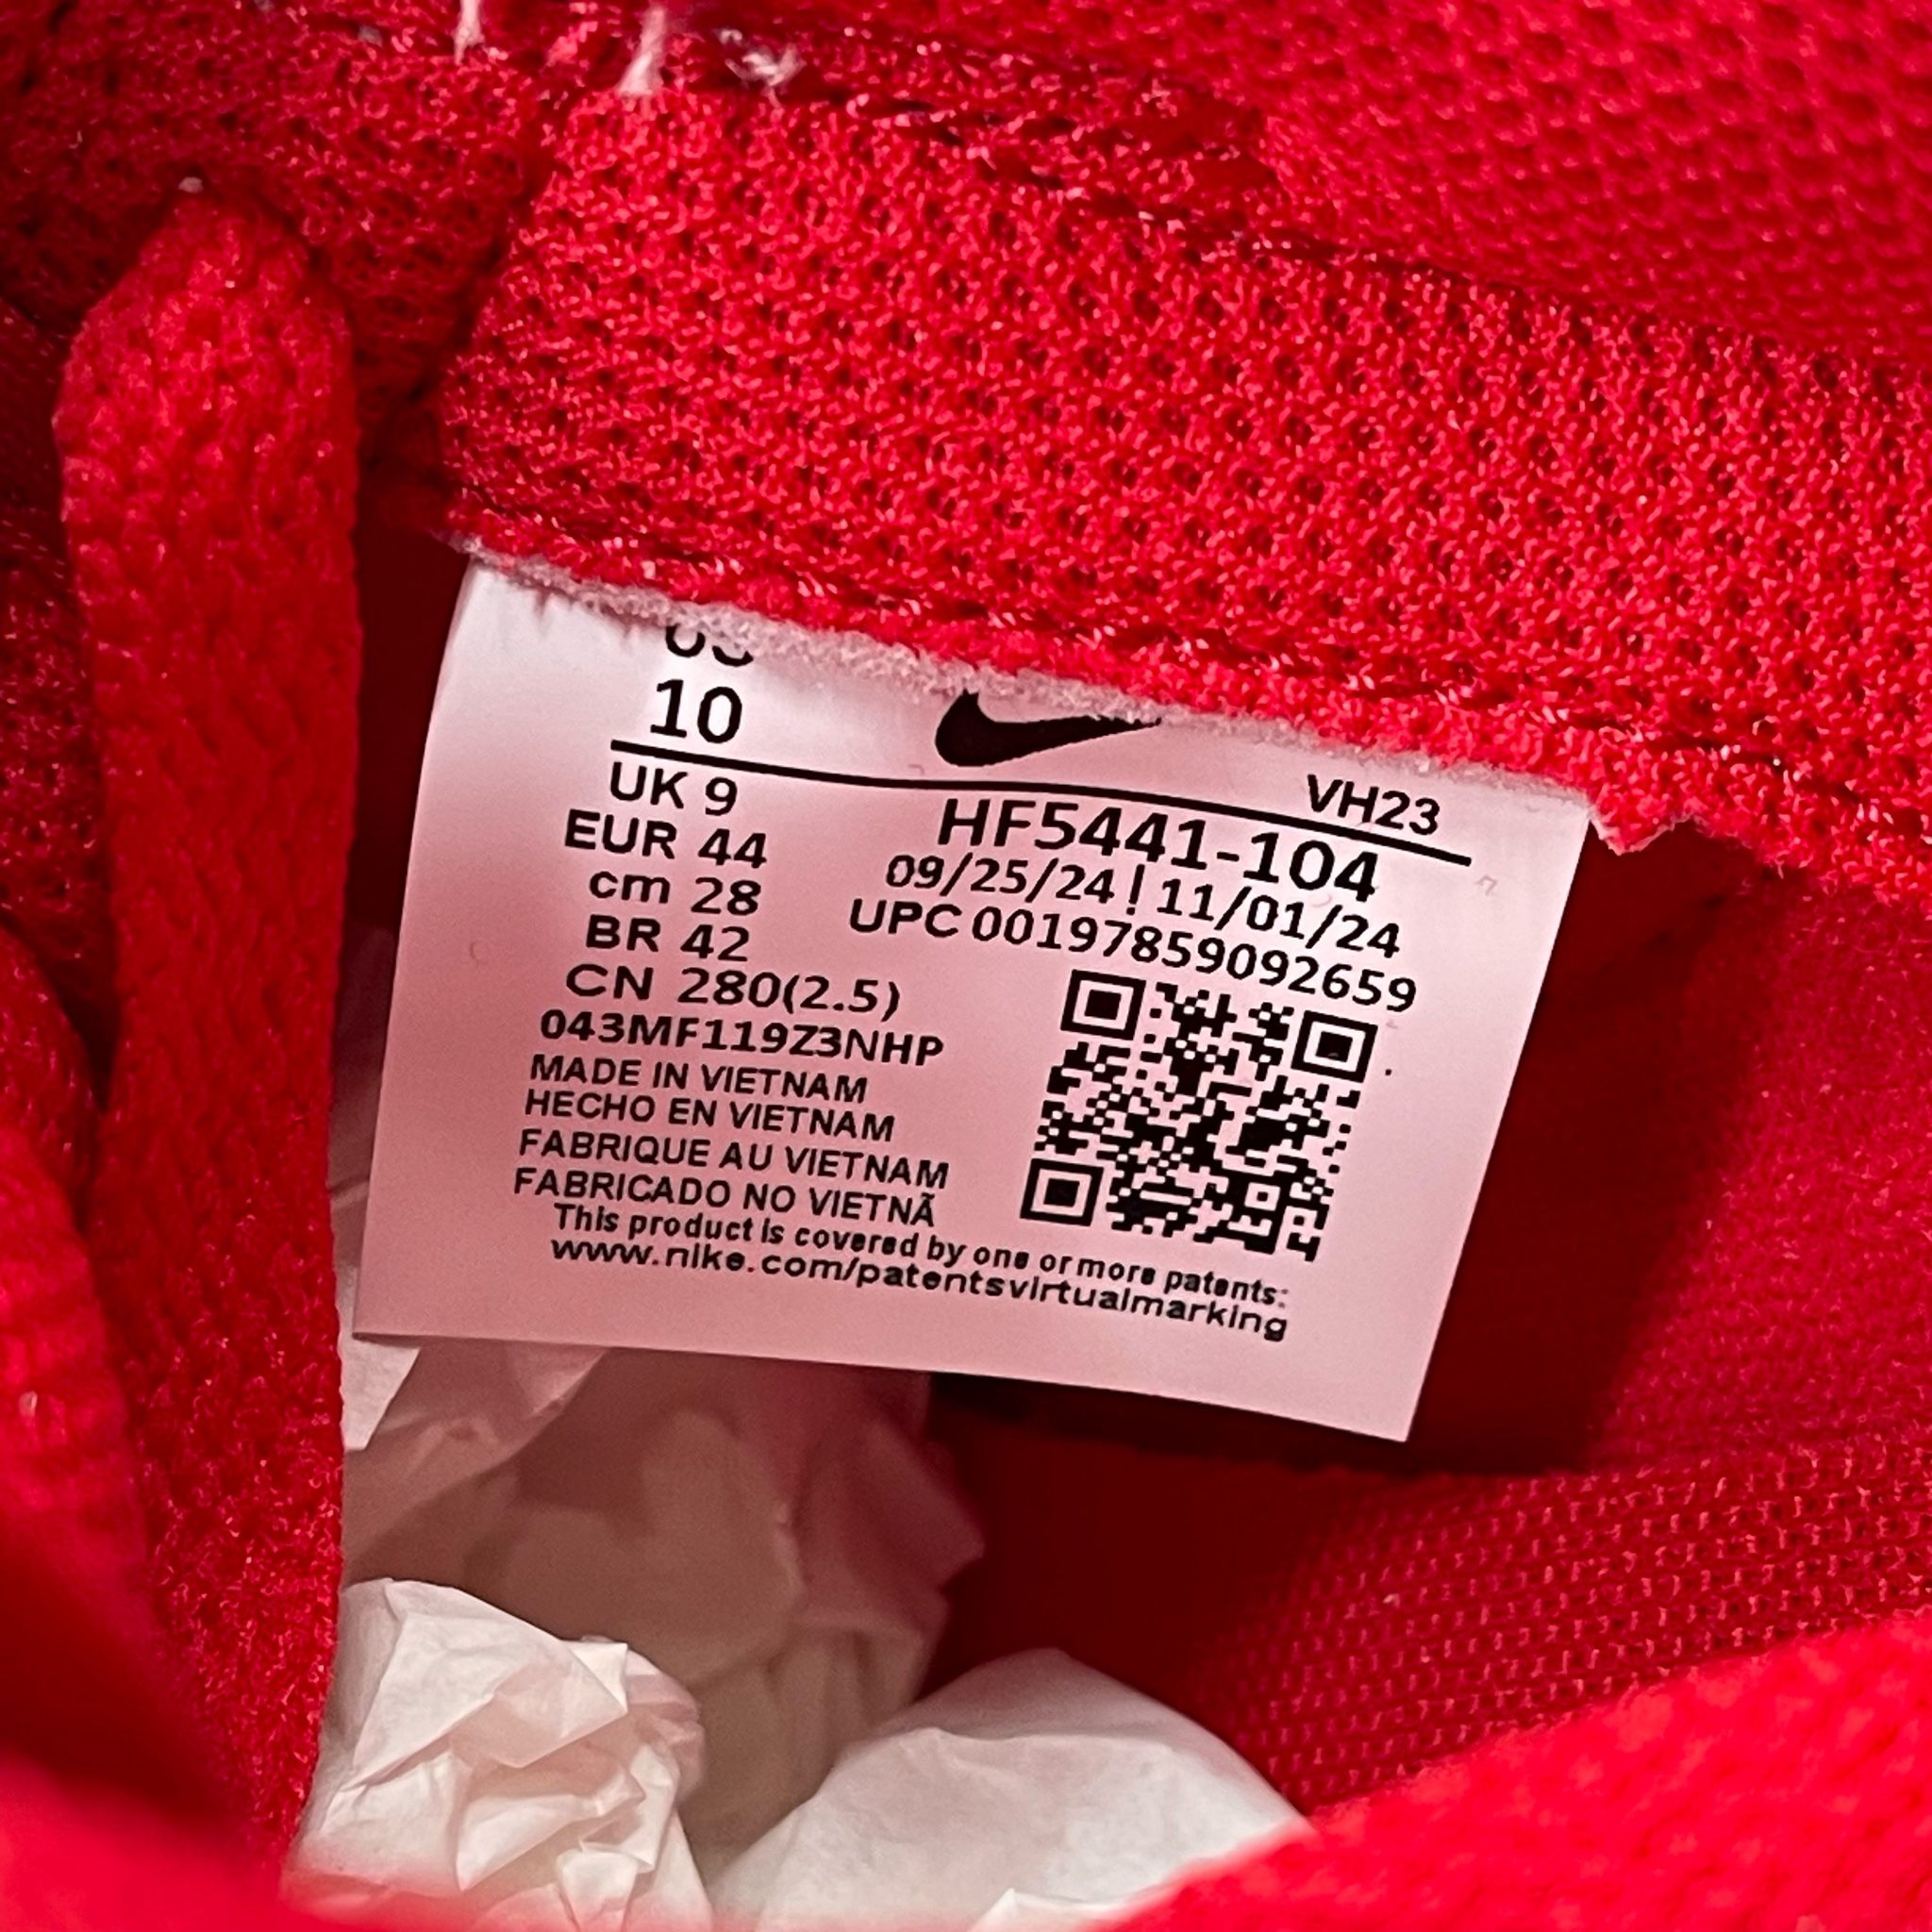 US
10
VH23
UK 9
HF5441-104
EUR 44
09/25/24 | 11/01/24
cm 28
UPC 00197859092659
BR 42
CN 280(2.5)
043MF119Z3NHP
MADE IN VIETNAM
HECHO EN VIETNAM
FABRIQUE AU VIETNAM
FABRICADO NO VIETNÃ
This product is covered by one or more patents:
www.nike.com/patentsvirtualmarking